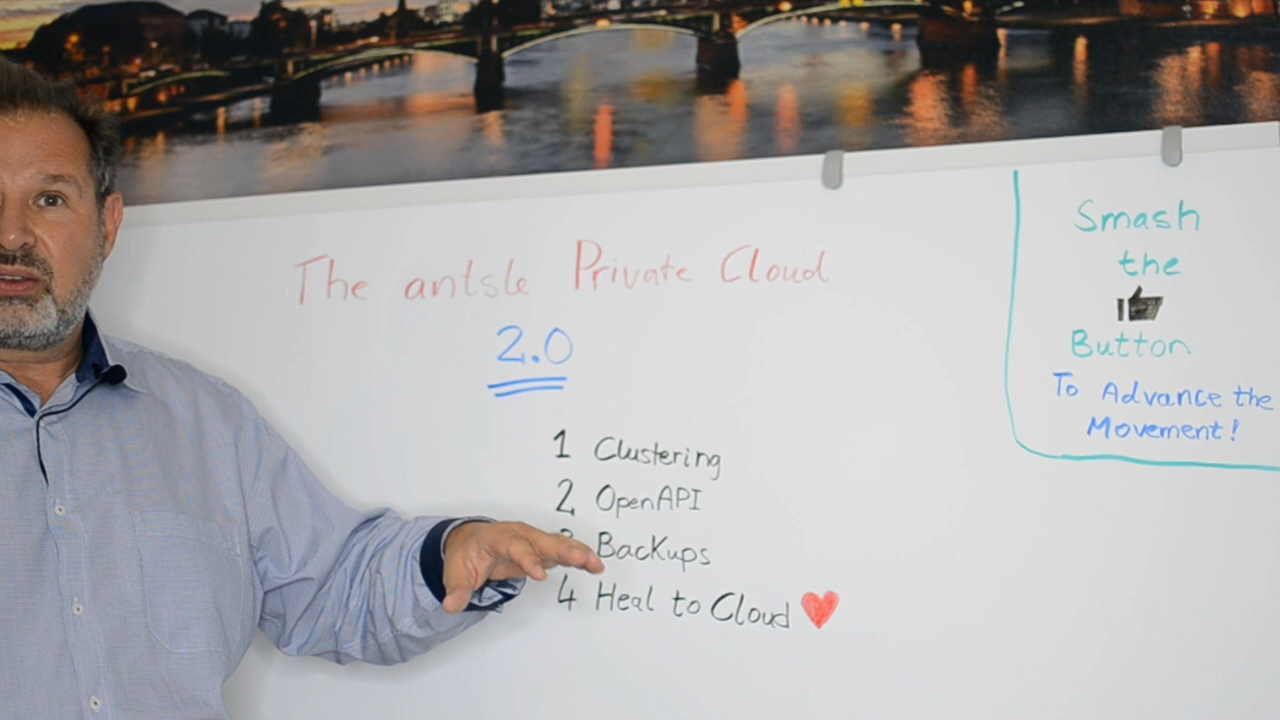 The antsle Private Cloud
2.0
1 Clustering
2 OpenAPI
3 Backups
4 Heal to Cloud
Smash
the
Button
To Advance the
Movement!